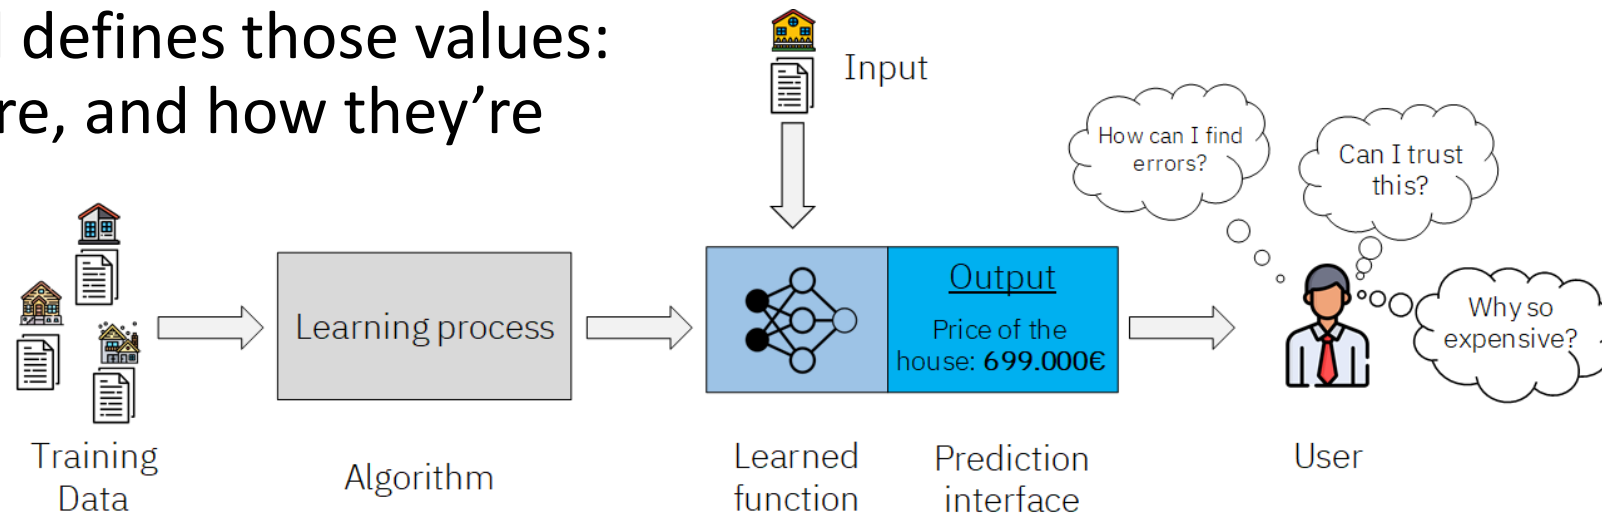 defines those values:
re, and how they’re
Input
How can I find
errors?
Can I trust
this?
Why so
expensive?
Learning process
Output
Price of the
house: 699.000€
Training
Data
Algorithm
Learned
function
Prediction
interface
User